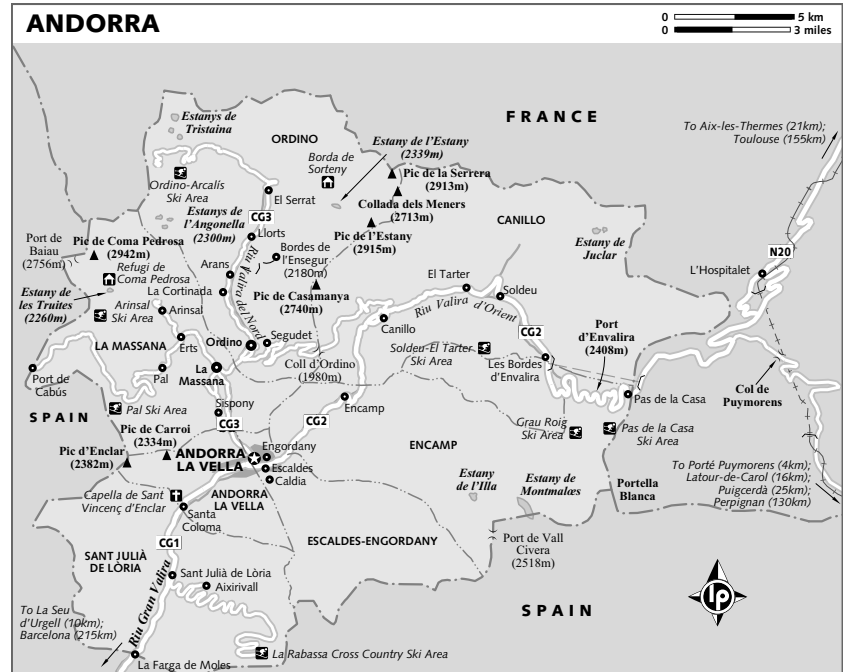 ANDORRA
0 5 km
0 3 miles
FRANCE
To Aix-les-Thermes (21km);
Toulouse (155km)
Estanys de
Tristaina
ORDINO
Estany de l'Estany
(2339m)
Borda de
Sorteny
Pic de la Serrera
(2913m)
Ordino-Arcalís
Ski Area
El Serrat
Collada dels Meners
(2713m)
CANILLO
Estanys de
l'Angonella
(2300m)
CG3
Llorts
Pic de l'Estany
(2915m)
Estany de
Juclar
N20
Port de
Baiau
(2756m)
Pic de Coma Pedrosa
(2942m)
Riu Valira del Nord
Bordes de
l'Ensegur
(2180m)
Refugi de
Coma Pedrosa
Arans
El Tarter
L'Hospitalet
Estany de
les Truites
(2260m)
La Cortinada
Pic de Casamanya
(2740m)
Soldeu
Riu Valira d'Orient
Arinsal
Ski Area
Arinsal
Canillo
CG2
Port
d'Envalira
(2408m)
LA MASSANA
Erts
Ordino
Segudet
Solden-El Tarter
Ski Area
Les Bordes
d'Envalira
Port de
Cabús
Pal
La
Massana
Coll d'Ordino
(1980m)
Col de
Puymorens
Pas de la Casa
SPAIN
Pal Ski Area
Sispony
Encamp
CG3
CG2
Grau Roig
Ski Area
Pas de la Casa
Ski Area
Pic de Carroi
(2334m)
Pic d'Enclar
(2382m)
ANDORRA
LA VELLA
Engordany
ENCAMP
Escaldes
Caldia
To Porté Puymorens (4km);
Latour-de-Carol (16km);
Puigcerdà (25km);
Perpignan (130km)
Estany
de l'Illa
Estany de
Montmalœs
Portella
Blanca
Capella de Sant
Vincenç d'Enclar
ANDORRA
LA VELLA
Santa
Coloma
ESCALDES-ENGORDANY
Port de Vall
Civera
(2518m)
CG1
SANT JULIÀ
DE LÒRIA
Sant Julià de Lòria
Aixirivall
lp
SPAIN
To La Seu
d'Urgell (10km);
Barcelona (215km)
Riu Gran Valira
La Rabassa Cross Country Ski Area
La Farga de Moles